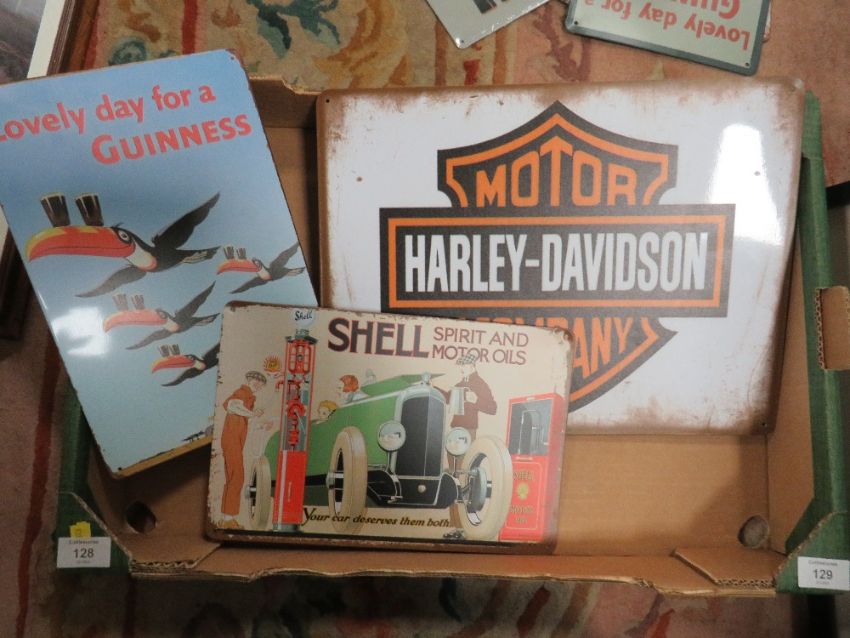 Lovely day for a
GUINNESS
MOTOR
HARLEY-DAVIDSON
COMPANY
Shell
SHELL SPIRIT AND
MOTOR OILS
Your car deserves them both
Lovely day for a
128
129